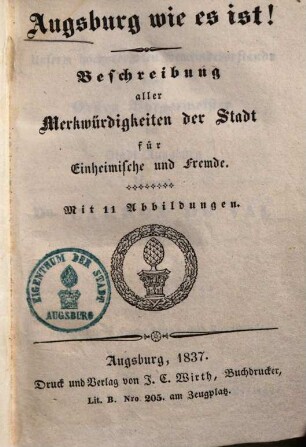 Augsburg wie es ist!
Beschreibung
aller
Merkwürdigkeiten der Stadt
für
Einheimische und Fremde.
Mit 11 Abbildungen.
EIGENTHUM DER STADT
AUGSBURG
Augsburg, 1837.
Druck und Verlag von J. C. Wirth, Buchdrucker,
Lit. B. Nro. 205. am Zeugplatz.